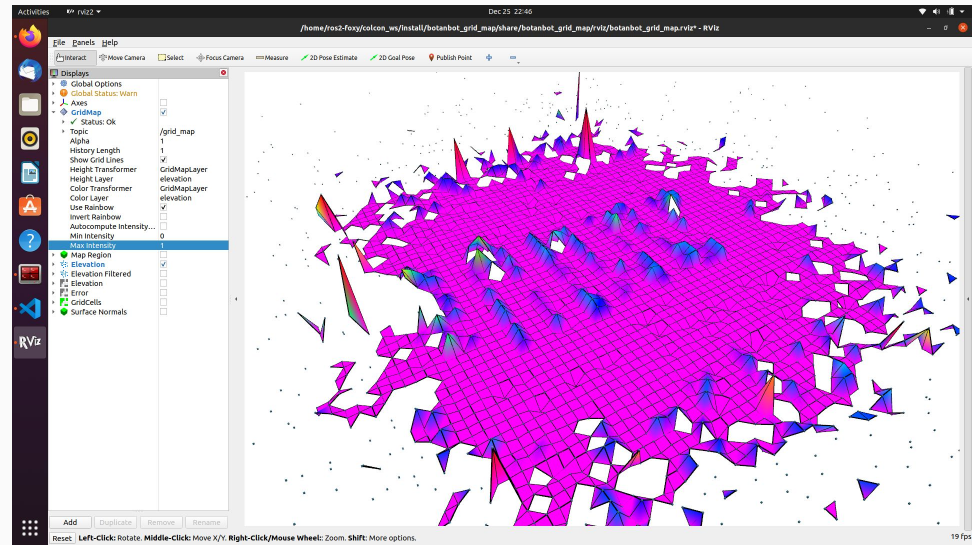 Activities
rviz2
Dec 25 22:46
/home/ros2-foxy/colcon_ws/install/botanbot_grid_map/share/botanbot_grid_map/rviz/botanbot_grid_map.rviz* - RViz
File Panels Help
Interact Move Camera Select Focus Camera Measure 2D Pose Estimate 2D Goal Pose Publish Point
Displays
Global Options
Global Status: Warn
Axes
GridMap
Status: Ok
Topic /grid_map
Alpha 1
History Length 1
Show Grid Lines
Height Transformer GridMapLayer
Height Layer elevation
Color Transformer GridMapLayer
Color Layer elevation
Use Rainbow
Invert Rainbow
Autocompute Intensity...
Min Intensity 0
Max Intensity 1
Map Region
Elevation
Elevation Filtered
Elevation
Error
GridCells
Surface Normals
RViz
Add Duplicate Remove Rename
Reset Left-Click: Rotate. Middle-Click: Move X/Y. Right-Click/Mouse Wheel:: Zoom. Shift: More options. 19 fps